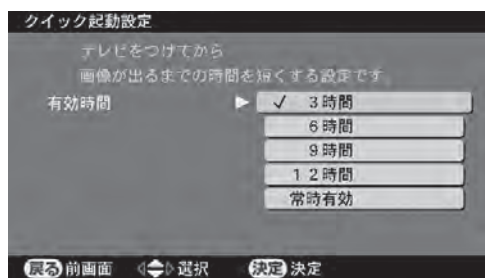 クイック起動設定
テレビをつけてから
画像が出るまでの時間を短くする設定です
有効時間 ▶ ✓ 3時間
6時間
9時間
12時間
常時有効
戻る 前画面 選択 決定 決定